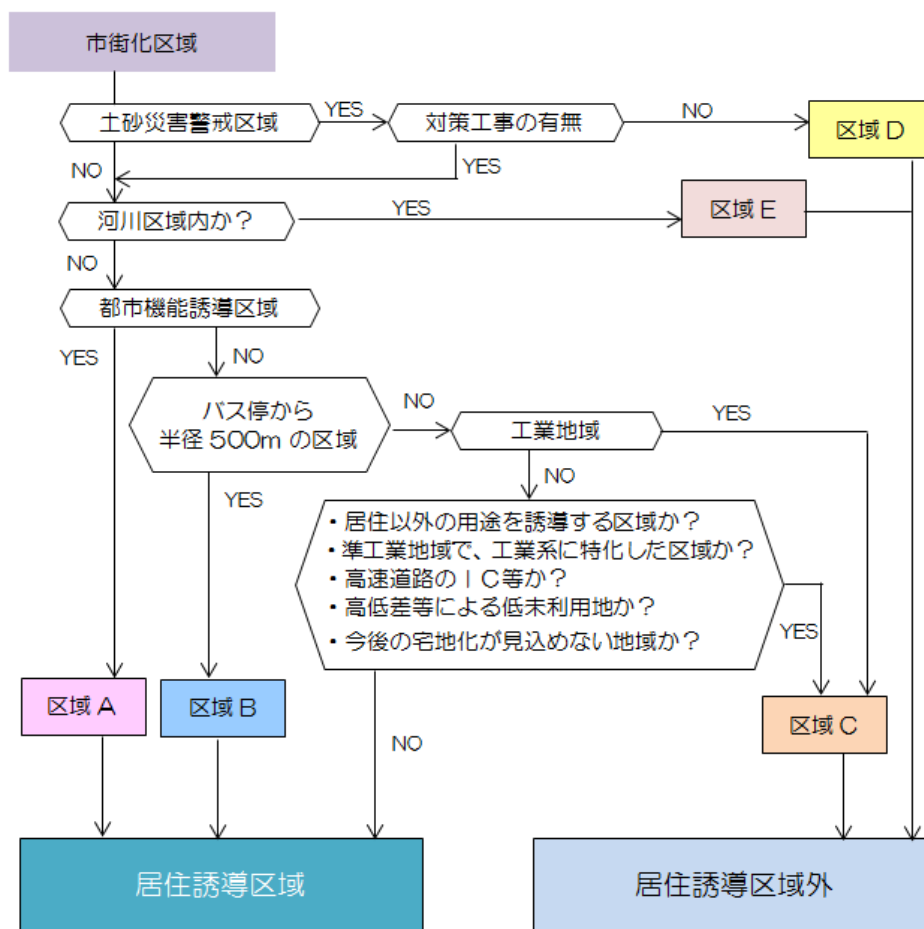 市街化区域
土砂災害警戒区域
YES
対策工事の有無
NO
区域 D
NO
YES
河川区域内か？
YES
区域 E
NO
都市機能誘導区域
YES
NO
バス停から
半径 500m の区域
NO
工業地域
YES
YES
NO
・居住以外の用途を誘導する区域か？
・準工業地域で、工業系に特化した区域か？
・高速道路のＩＣ等か？
・高低差等による低未利用地か？
・今後の宅地化が見込めない地域か？
YES
区域 A
区域 B
区域 C
NO
居住誘導区域
居住誘導区域外